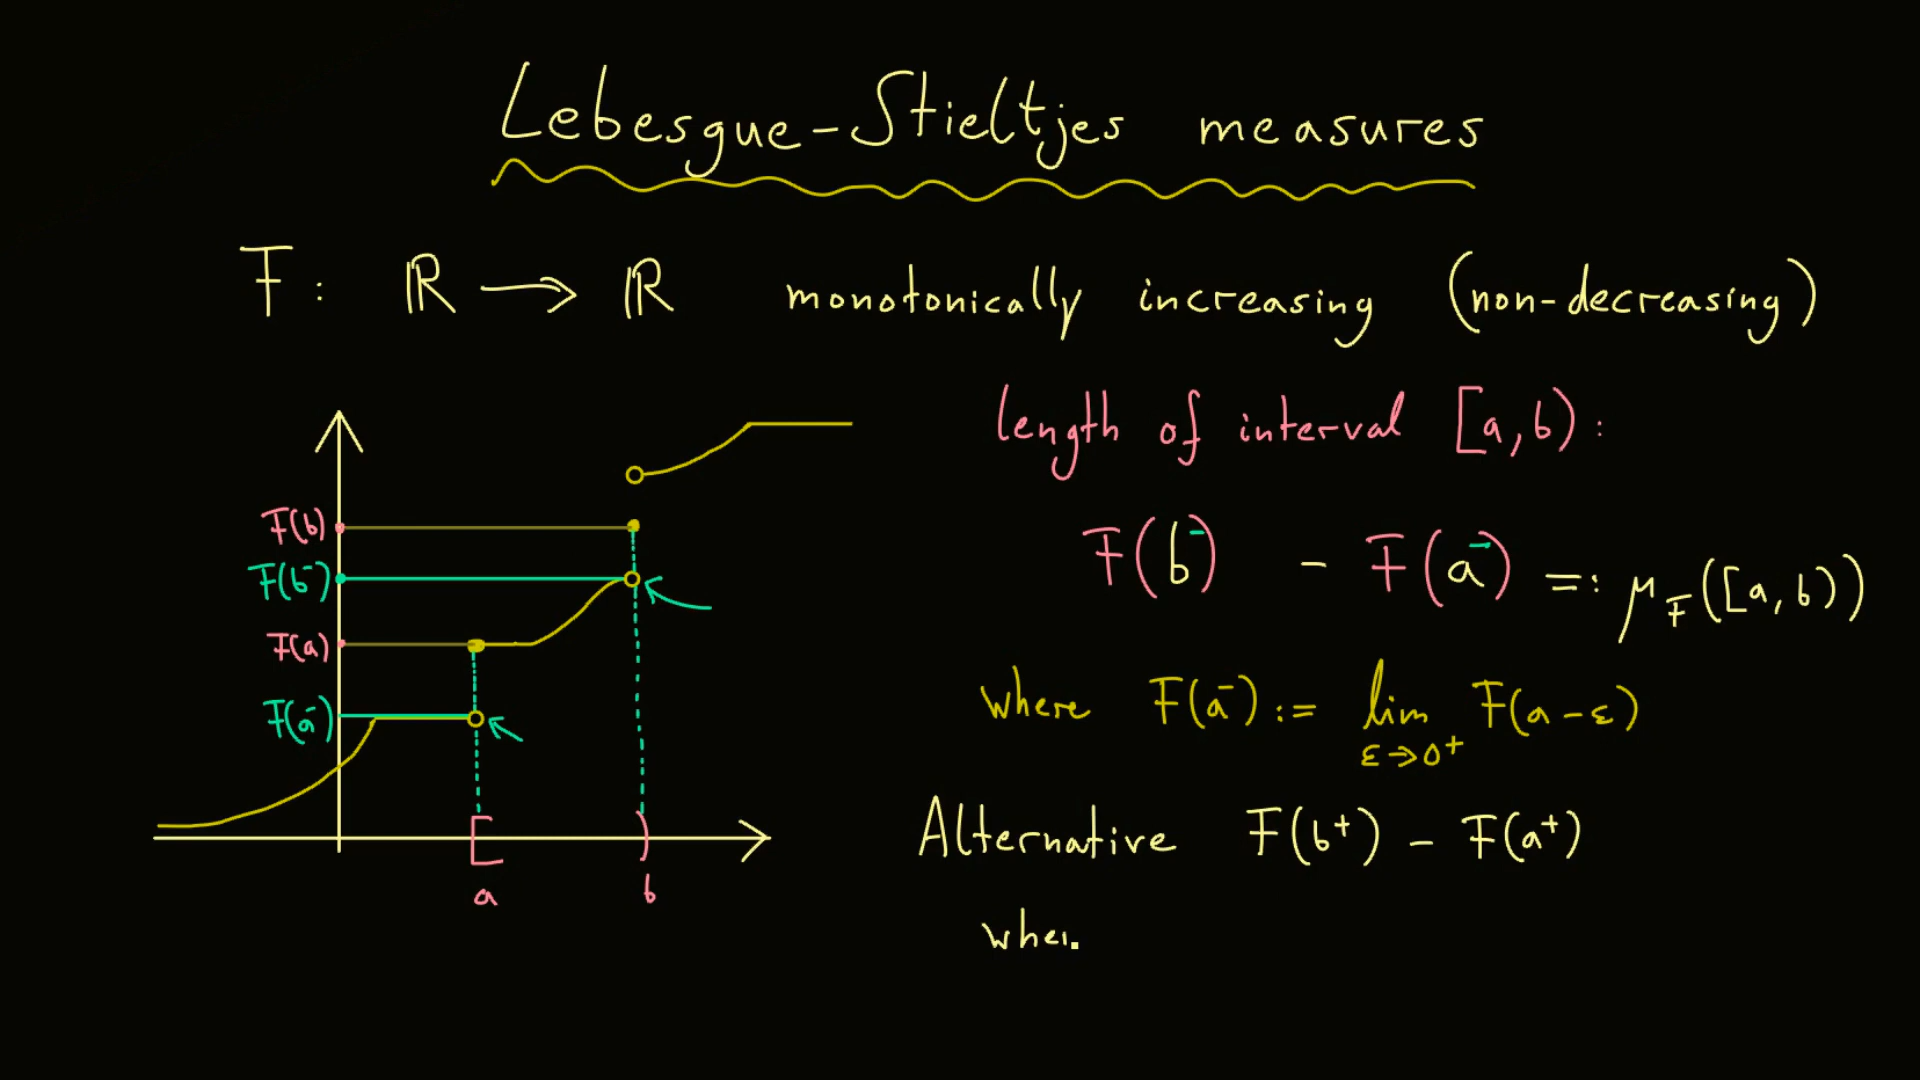 Lebesgue-Stieltjes measures
F: ℝ ⟶ ℝ monotonically increasing (non-decreasing)
length of interval [a,b):
F(b⁻) - F(a⁻) =: μ_F([a,b))
where F(a⁻) := lim_{ε→0⁺} F(a-ε)
Alternative F(b⁺) - F(a⁺)
F(b)
F(b⁻)
F(a)
F(a⁻)
a
b